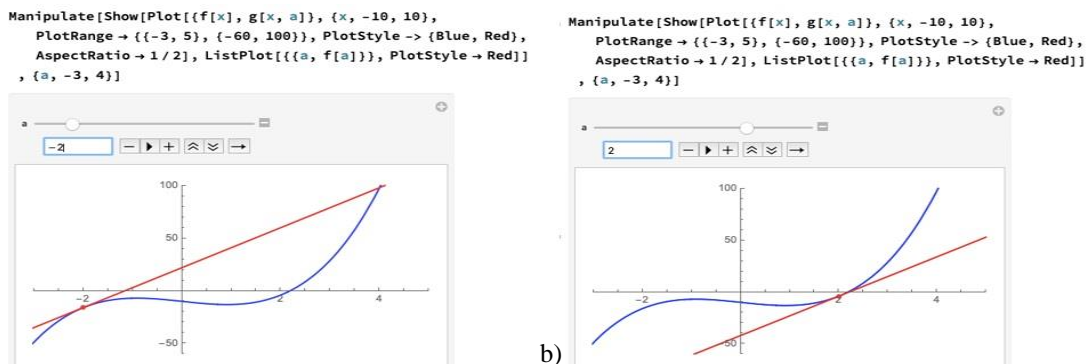 Manipulate[Show[Plot[{f[x], g[x, a]}, {x, -10, 10},
PlotRange → {{-3, 5}, {-60, 100}}, PlotStyle -> {Blue, Red},
AspectRatio → 1/2], ListPlot[{{a, f[a]}}, PlotStyle → Red]]
, {a, -3, 4}]
a
-2
100
50
-2
2
4
-50
b)
Manipulate[Show[Plot[{f[x], g[x, a]}, {x, -10, 10},
PlotRange → {{-3, 5}, {-60, 100}}, PlotStyle -> {Blue, Red},
AspectRatio → 1/2], ListPlot[{{a, f[a]}}, PlotStyle → Red]]
, {a, -3, 4}]
a
2
100
50
-2
2
4
-50